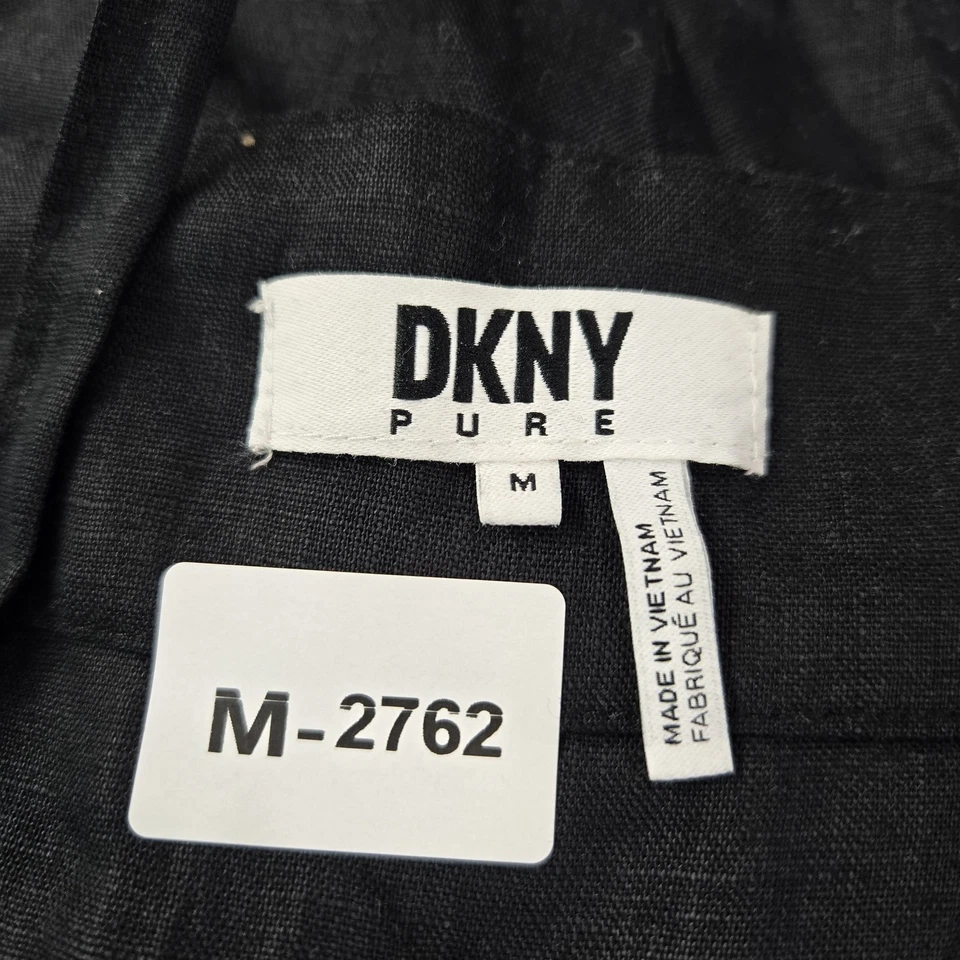 DKNY
PURE
M
MADE IN VIETNAM
FABRIQUÉ AU VIETNAM
M-2762